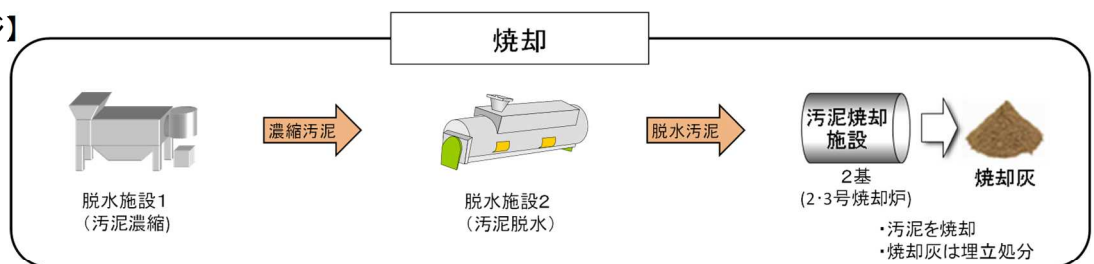 】
焼却
濃縮汚泥
脱水汚泥
汚泥焼却
施設
焼却灰
脱水施設1
(汚泥濃縮)
脱水施設2
(汚泥脱水)
2基
(2・3号焼却炉)
・汚泥を焼却
・焼却灰は埋立処分